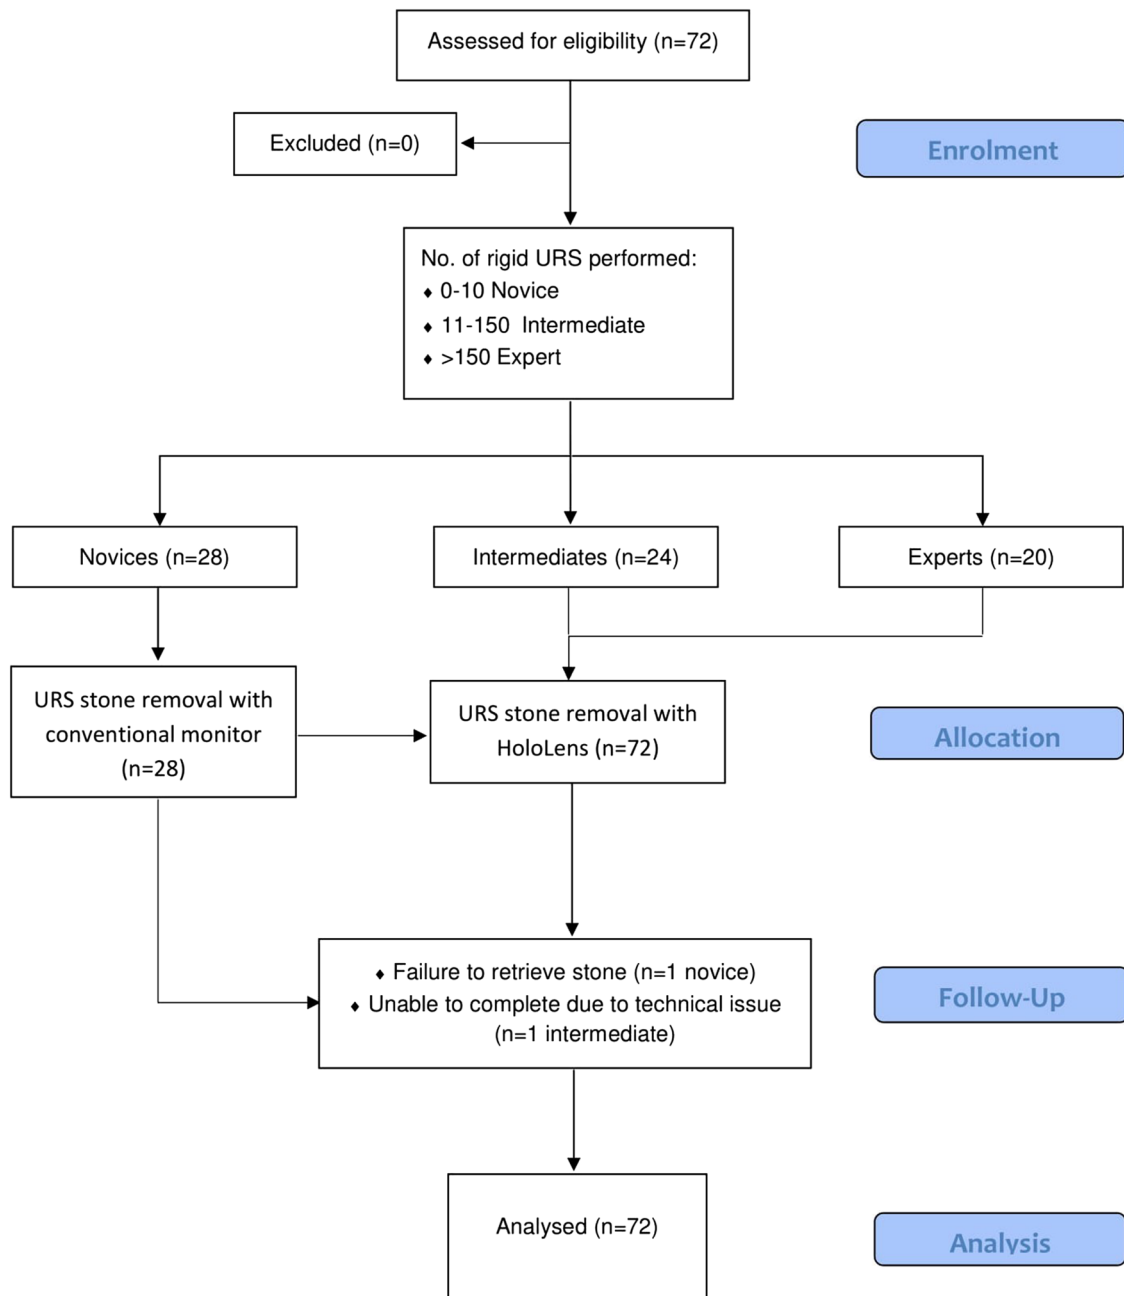 Assessed for eligibility (n=72)
Excluded (n=0)
Enrolment
No. of rigid URS performed:
♦ 0-10 Novice
♦ 11-150 Intermediate
♦ >150 Expert
Novices (n=28)
Intermediates (n=24)
Experts (n=20)
URS stone removal with
conventional monitor
(n=28)
URS stone removal with
HoloLens (n=72)
Allocation
♦ Failure to retrieve stone (n=1 novice)
♦ Unable to complete due to technical issue
(n=1 intermediate)
Follow-Up
Analysed (n=72)
Analysis